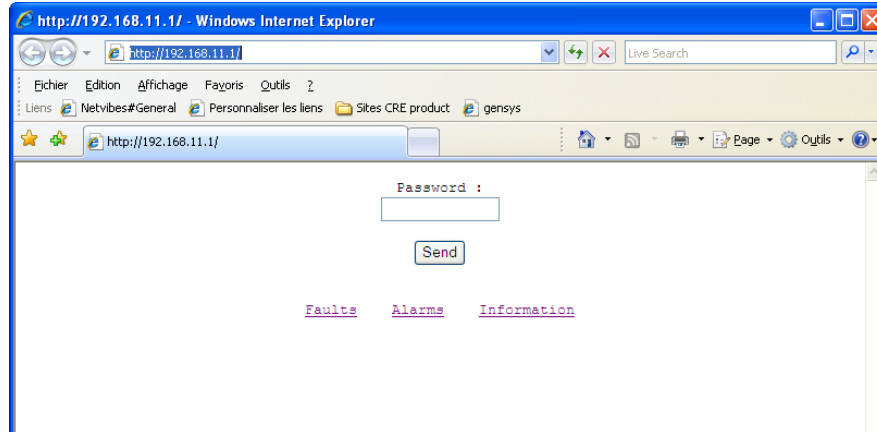 http://192.168.11.1/ - Windows Internet Explorer
http://192.168.11.1/ Live Search
Fichier Edition Affichage Favoris Outils ?
Liens Netvibes#General Personnaliser les liens Sites CRE product gensys
http://192.168.11.1/ Page Outils
Password :
Send
Faults Alarms Information